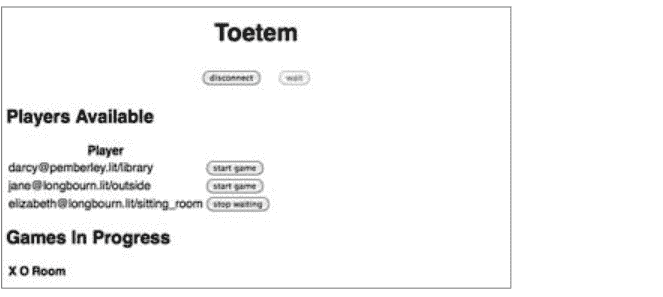 Toetem
disconnect wait
Players Available
Player
darcy@pemberley.lit/library start game
jane@longbourn.lit/outside start game
elizabeth@longbourn.lit/sitting_room stop waiting
Games In Progress
X O Room